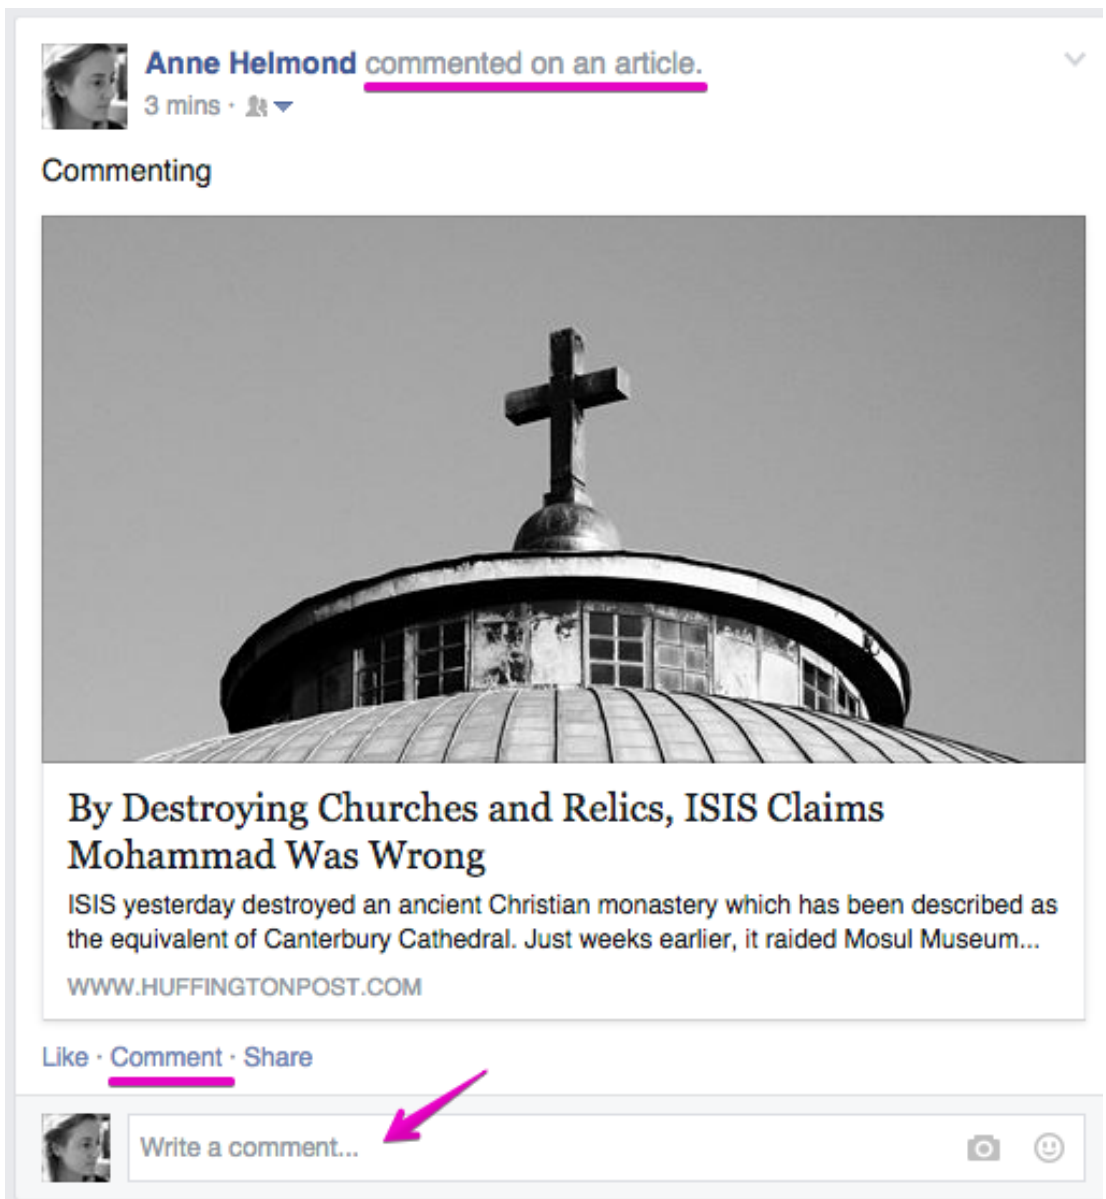 Anne Helmond commented on an article.
3 mins ·
Commenting
By Destroying Churches and Relics, ISIS Claims
Mohammad Was Wrong
ISIS yesterday destroyed an ancient Christian monastery which has been described as
the equivalent of Canterbury Cathedral. Just weeks earlier, it raided Mosul Museum...
WWW.HUFFINGTONPOST.COM
Like · Comment · Share
Write a comment...